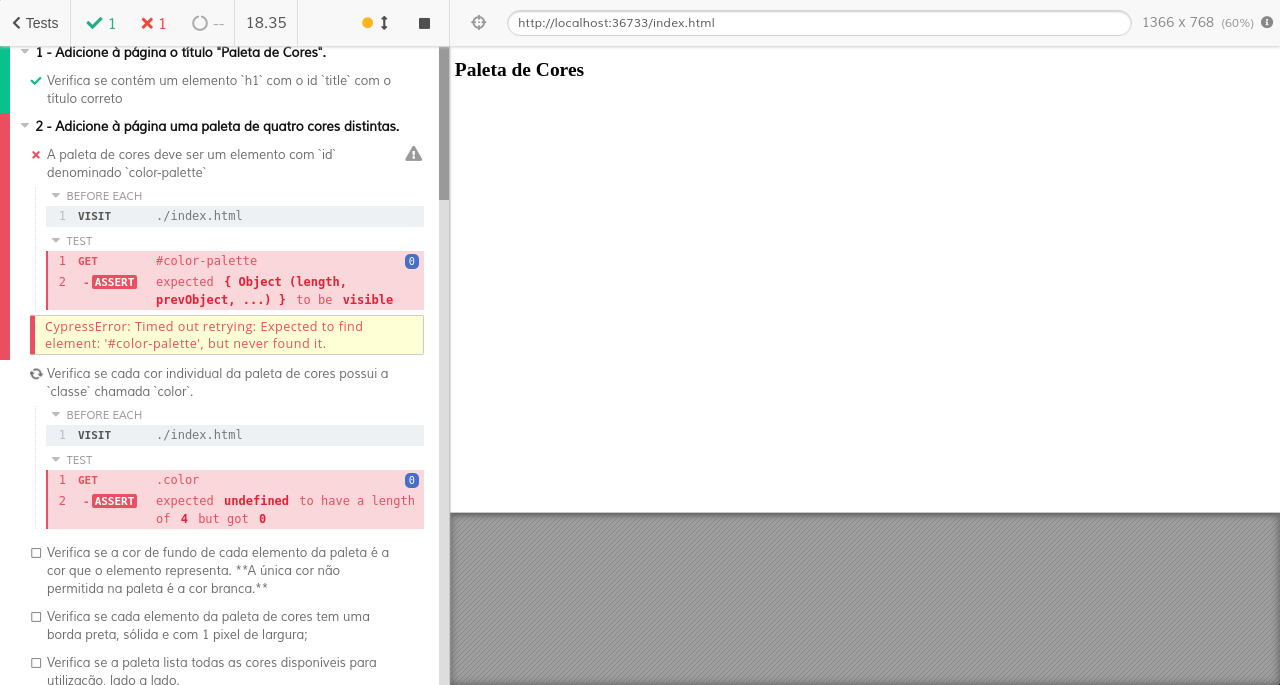 Tests
1
1
--
18.35
http://localhost:36733/index.html
1366 x 768 (60%)
1 - Adicione à página o título "Paleta de Cores".
Verifica se contém um elemento `h1` com o id `title` com o
título correto
2 - Adicione à página uma paleta de quatro cores distintas.
A paleta de cores deve ser um elemento com `id`
denominado `color-palette`
BEFORE EACH
1 VISIT ./index.html
TEST
1 GET #color-palette 0
2 -ASSERT expected { Object (length,
prevObject, ...) } to be visible
CypressError: Timed out retrying: Expected to find
element: '#color-palette', but never found it.
Verifica se cada cor individual da paleta de cores possui a
`classe` chamada `color`.
BEFORE EACH
1 VISIT ./index.html
TEST
1 GET .color 0
2 -ASSERT expected undefined to have a length
of 4 but got 0
Verifica se a cor de fundo de cada elemento da paleta é a
cor que o elemento representa. **A única cor não
permitida na paleta é a cor branca.**
Verifica se cada elemento da paleta de cores tem uma
borda preta, sólida e com 1 pixel de largura;
Verifica se a paleta lista todas as cores disponíveis para
utilização, lado a lado.
Paleta de Cores